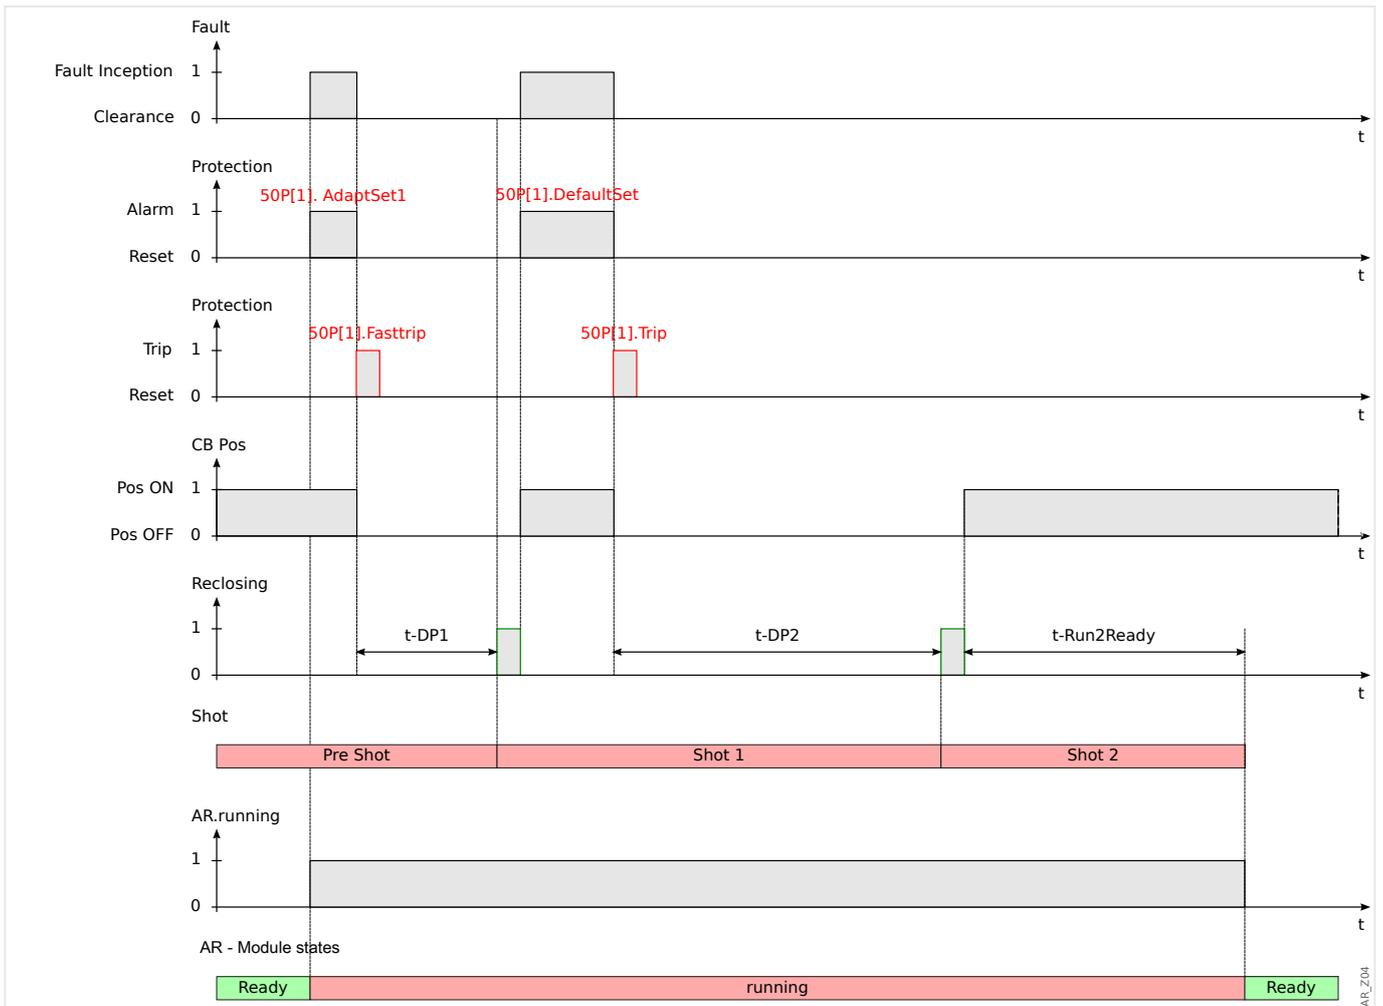 Fault
Fault Inception 1
Clearance 0
t
Protection
50P[1]. AdaptSet1 50P[1].DefaultSet
Alarm 1
Reset 0
t
Protection
50P[1].Fasttrip 50P[1].Trip
Trip 1
Reset 0
t
CB Pos
Pos ON 1
Pos OFF 0
t
Reclosing
1
t-DP1 t-DP2 t-Run2Ready
0
t
Shot
Pre Shot Shot 1 Shot 2
AR.running
1
0
t
AR - Module states
Ready running Ready
AR_Z04